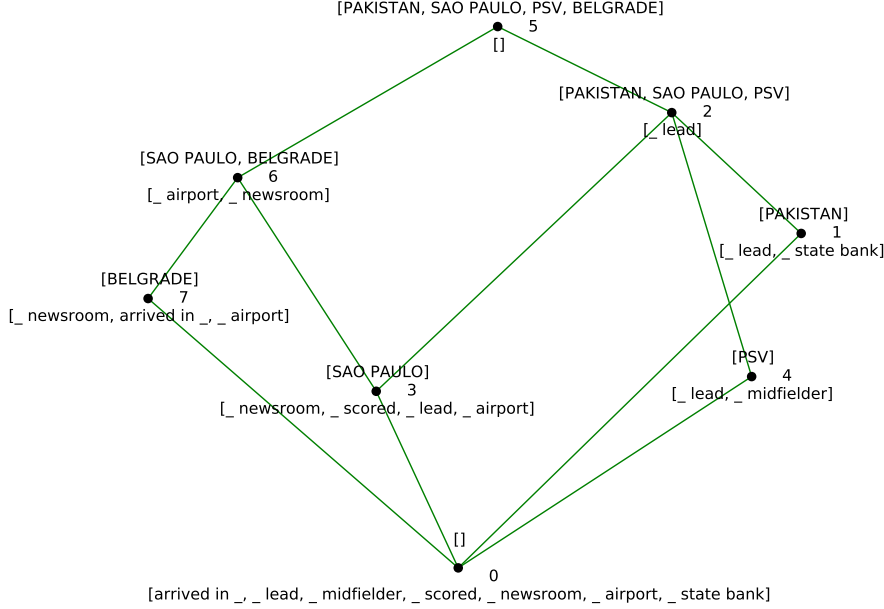 [PAKISTAN, SAO PAULO, PSV, BELGRADE]
5
[]
[PAKISTAN, SAO PAULO, PSV]
2
[_ lead]
[SAO PAULO, BELGRADE]
6
[_ airport, _ newsroom]
[PAKISTAN]
1
[_ lead, _ state bank]
[BELGRADE]
7
[_ newsroom, arrived in _, _ airport]
[PSV]
4
[_ lead, _ midfielder]
[SAO PAULO]
3
[_ newsroom, _ scored, _ lead, _ airport]
[]
0
[arrived in _, _ lead, _ midfielder, _ scored, _ newsroom, _ airport, _ state bank]